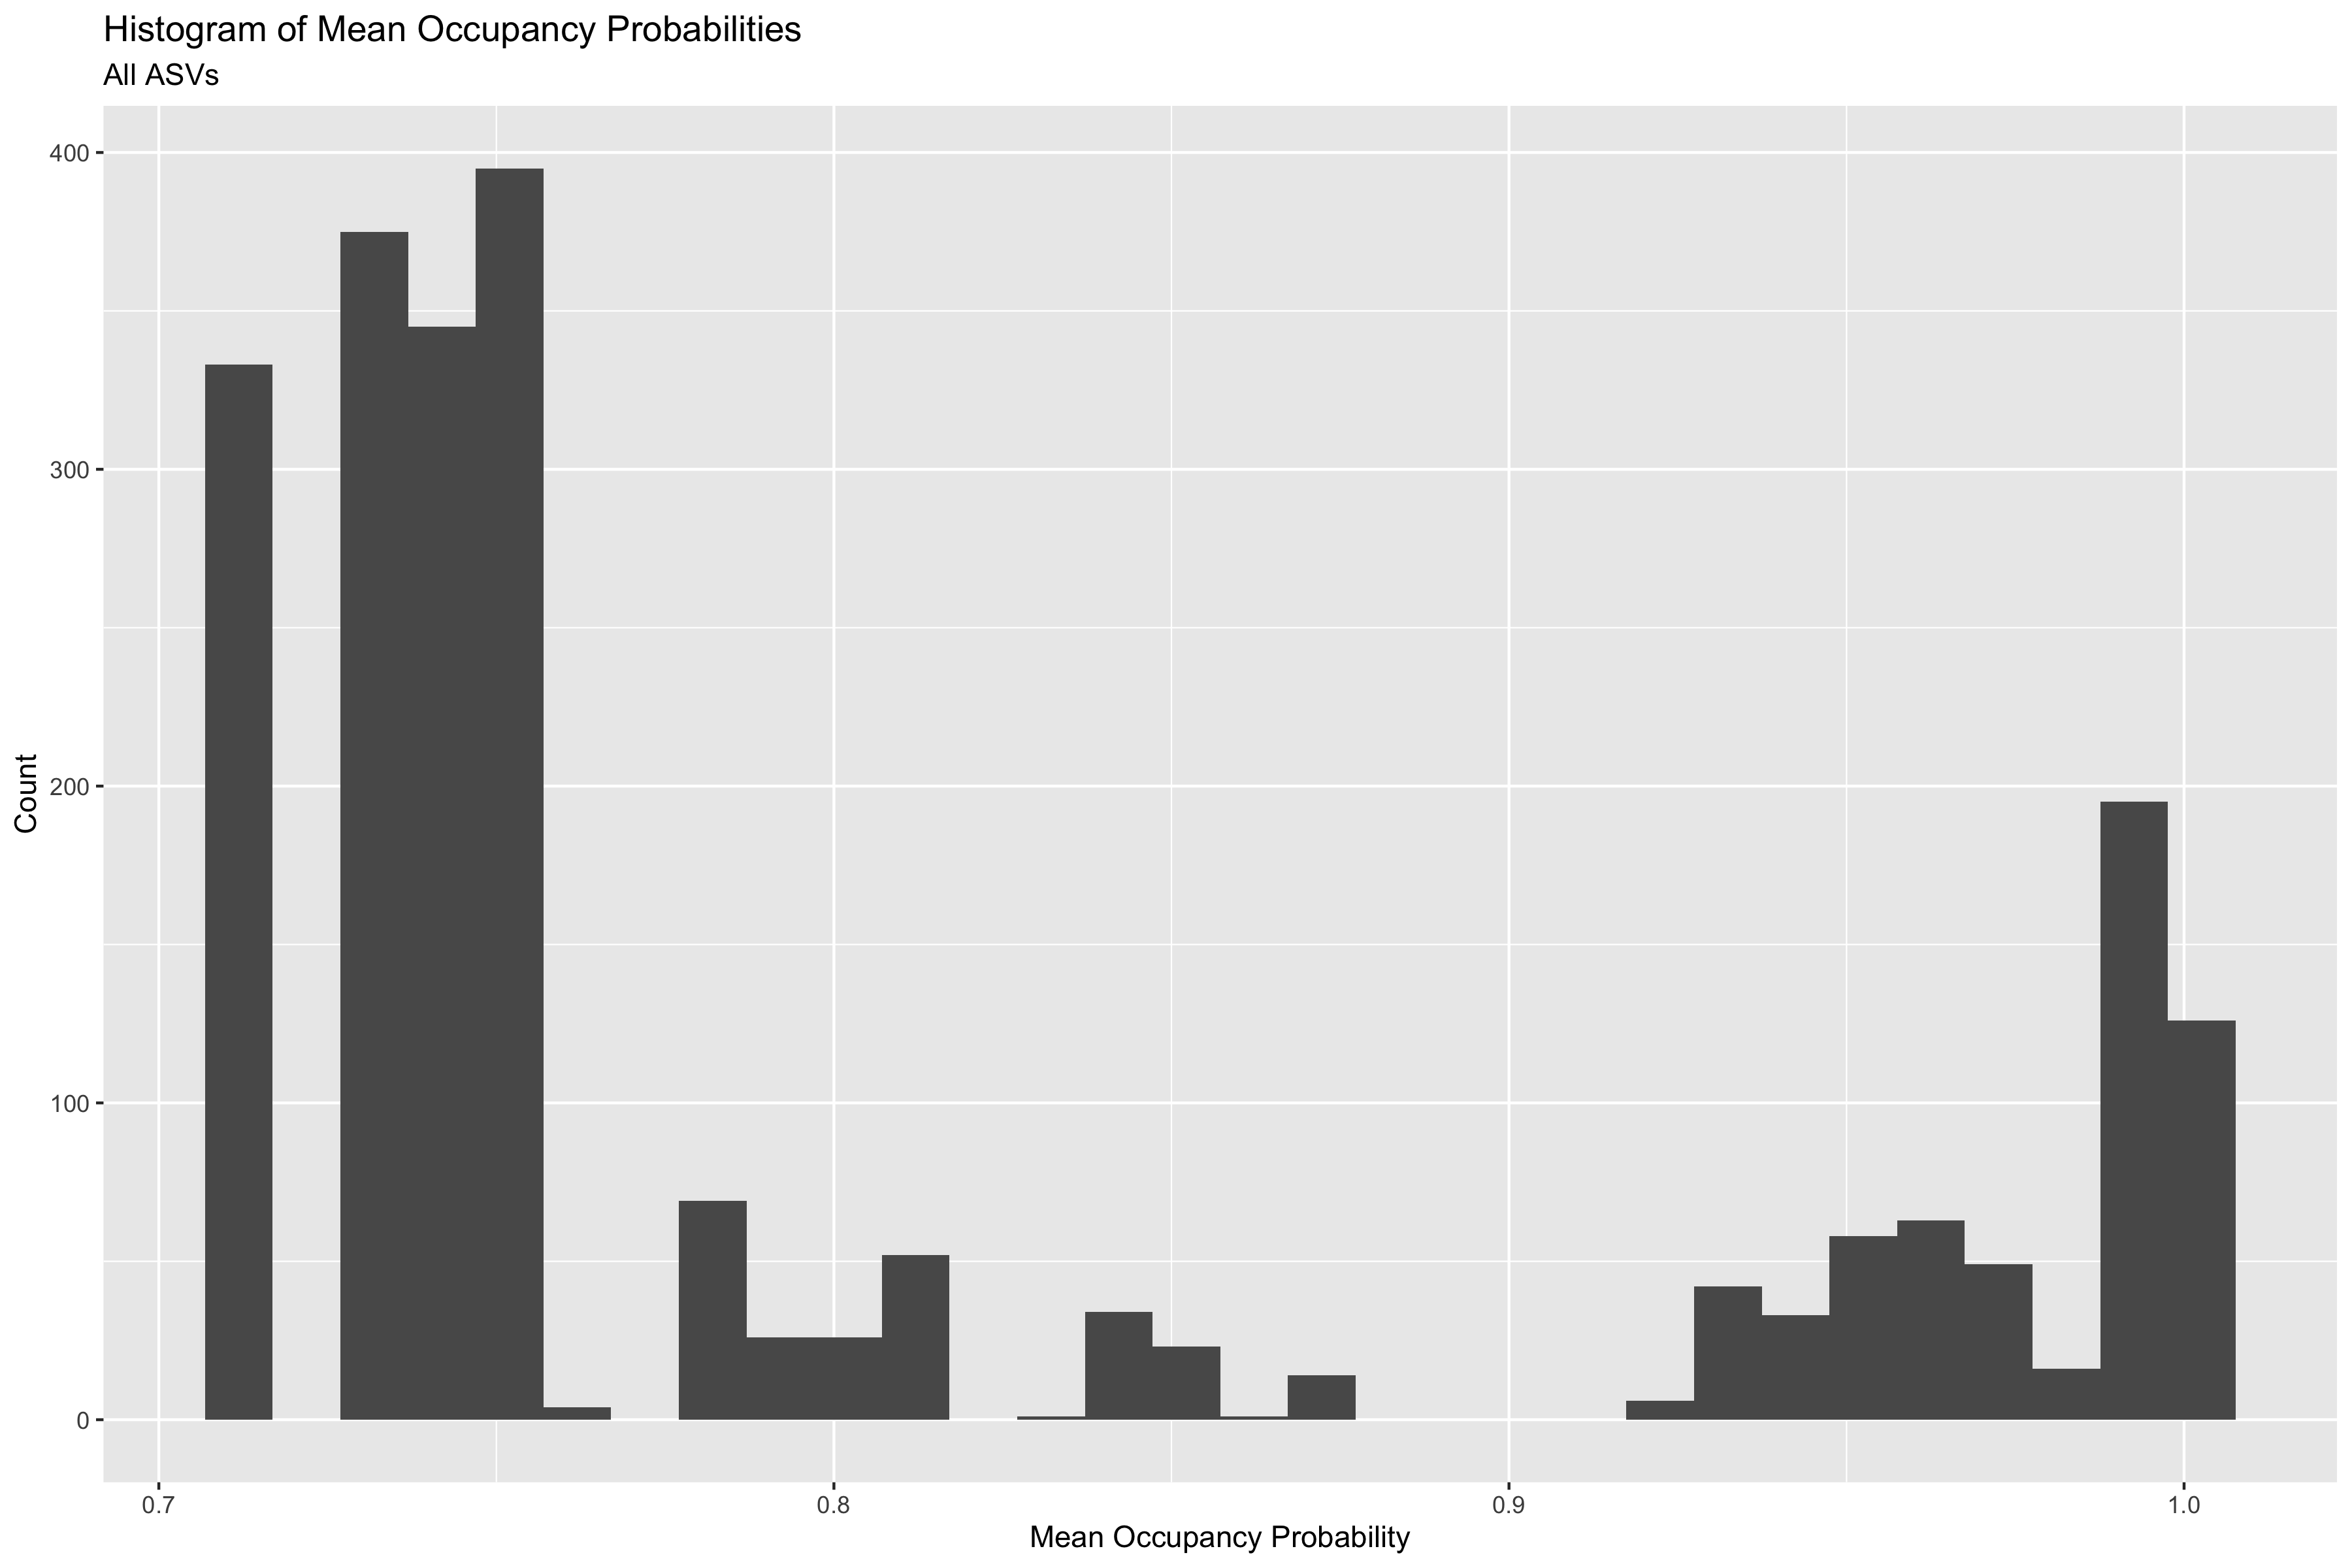 Histogram of Mean Occupancy Probabilities
All ASVs
400
300
200
100
0
Count
0.7 0.8 0.9 1.0
Mean Occupancy Probability